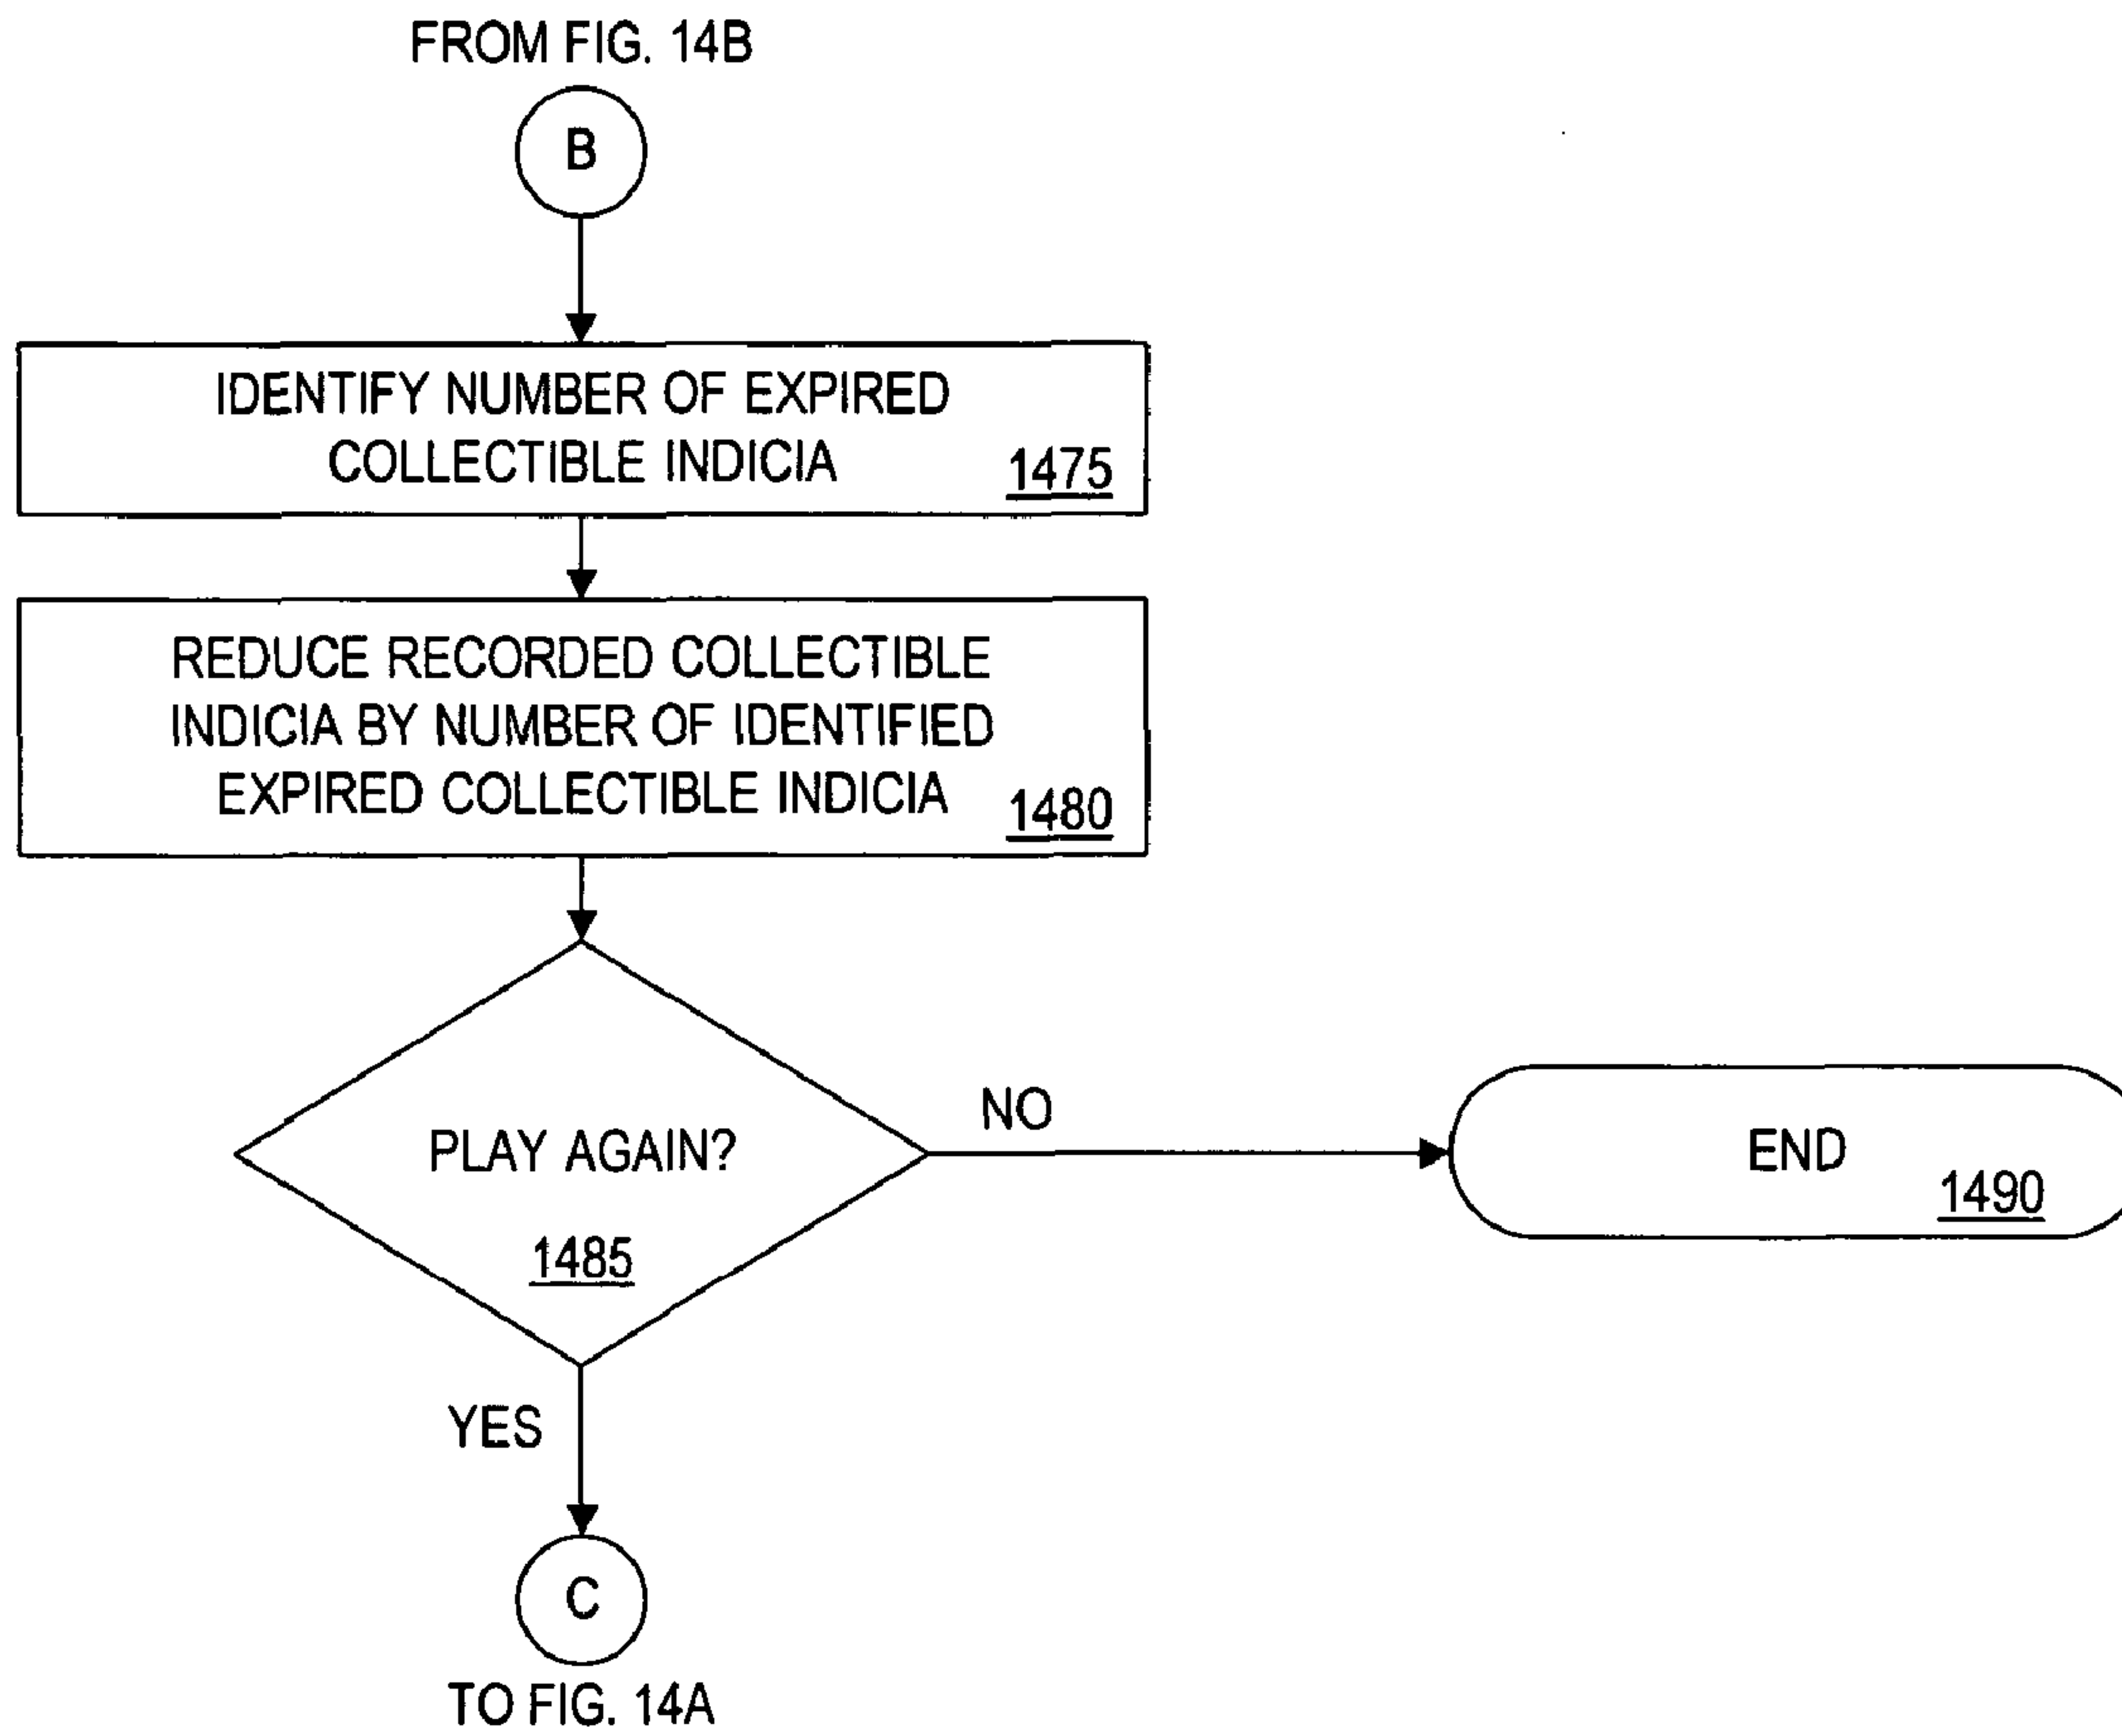 FROM FIG. 14B
B
IDENTIFY NUMBER OF EXPIRED
COLLECTIBLE INDICIA
1475
REDUCE RECORDED COLLECTIBLE
INDICIA BY NUMBER OF IDENTIFIED
EXPIRED COLLECTIBLE INDICIA
1480
PLAY AGAIN?
1485
NO
END
1490
YES
C
TO FIG. 14A